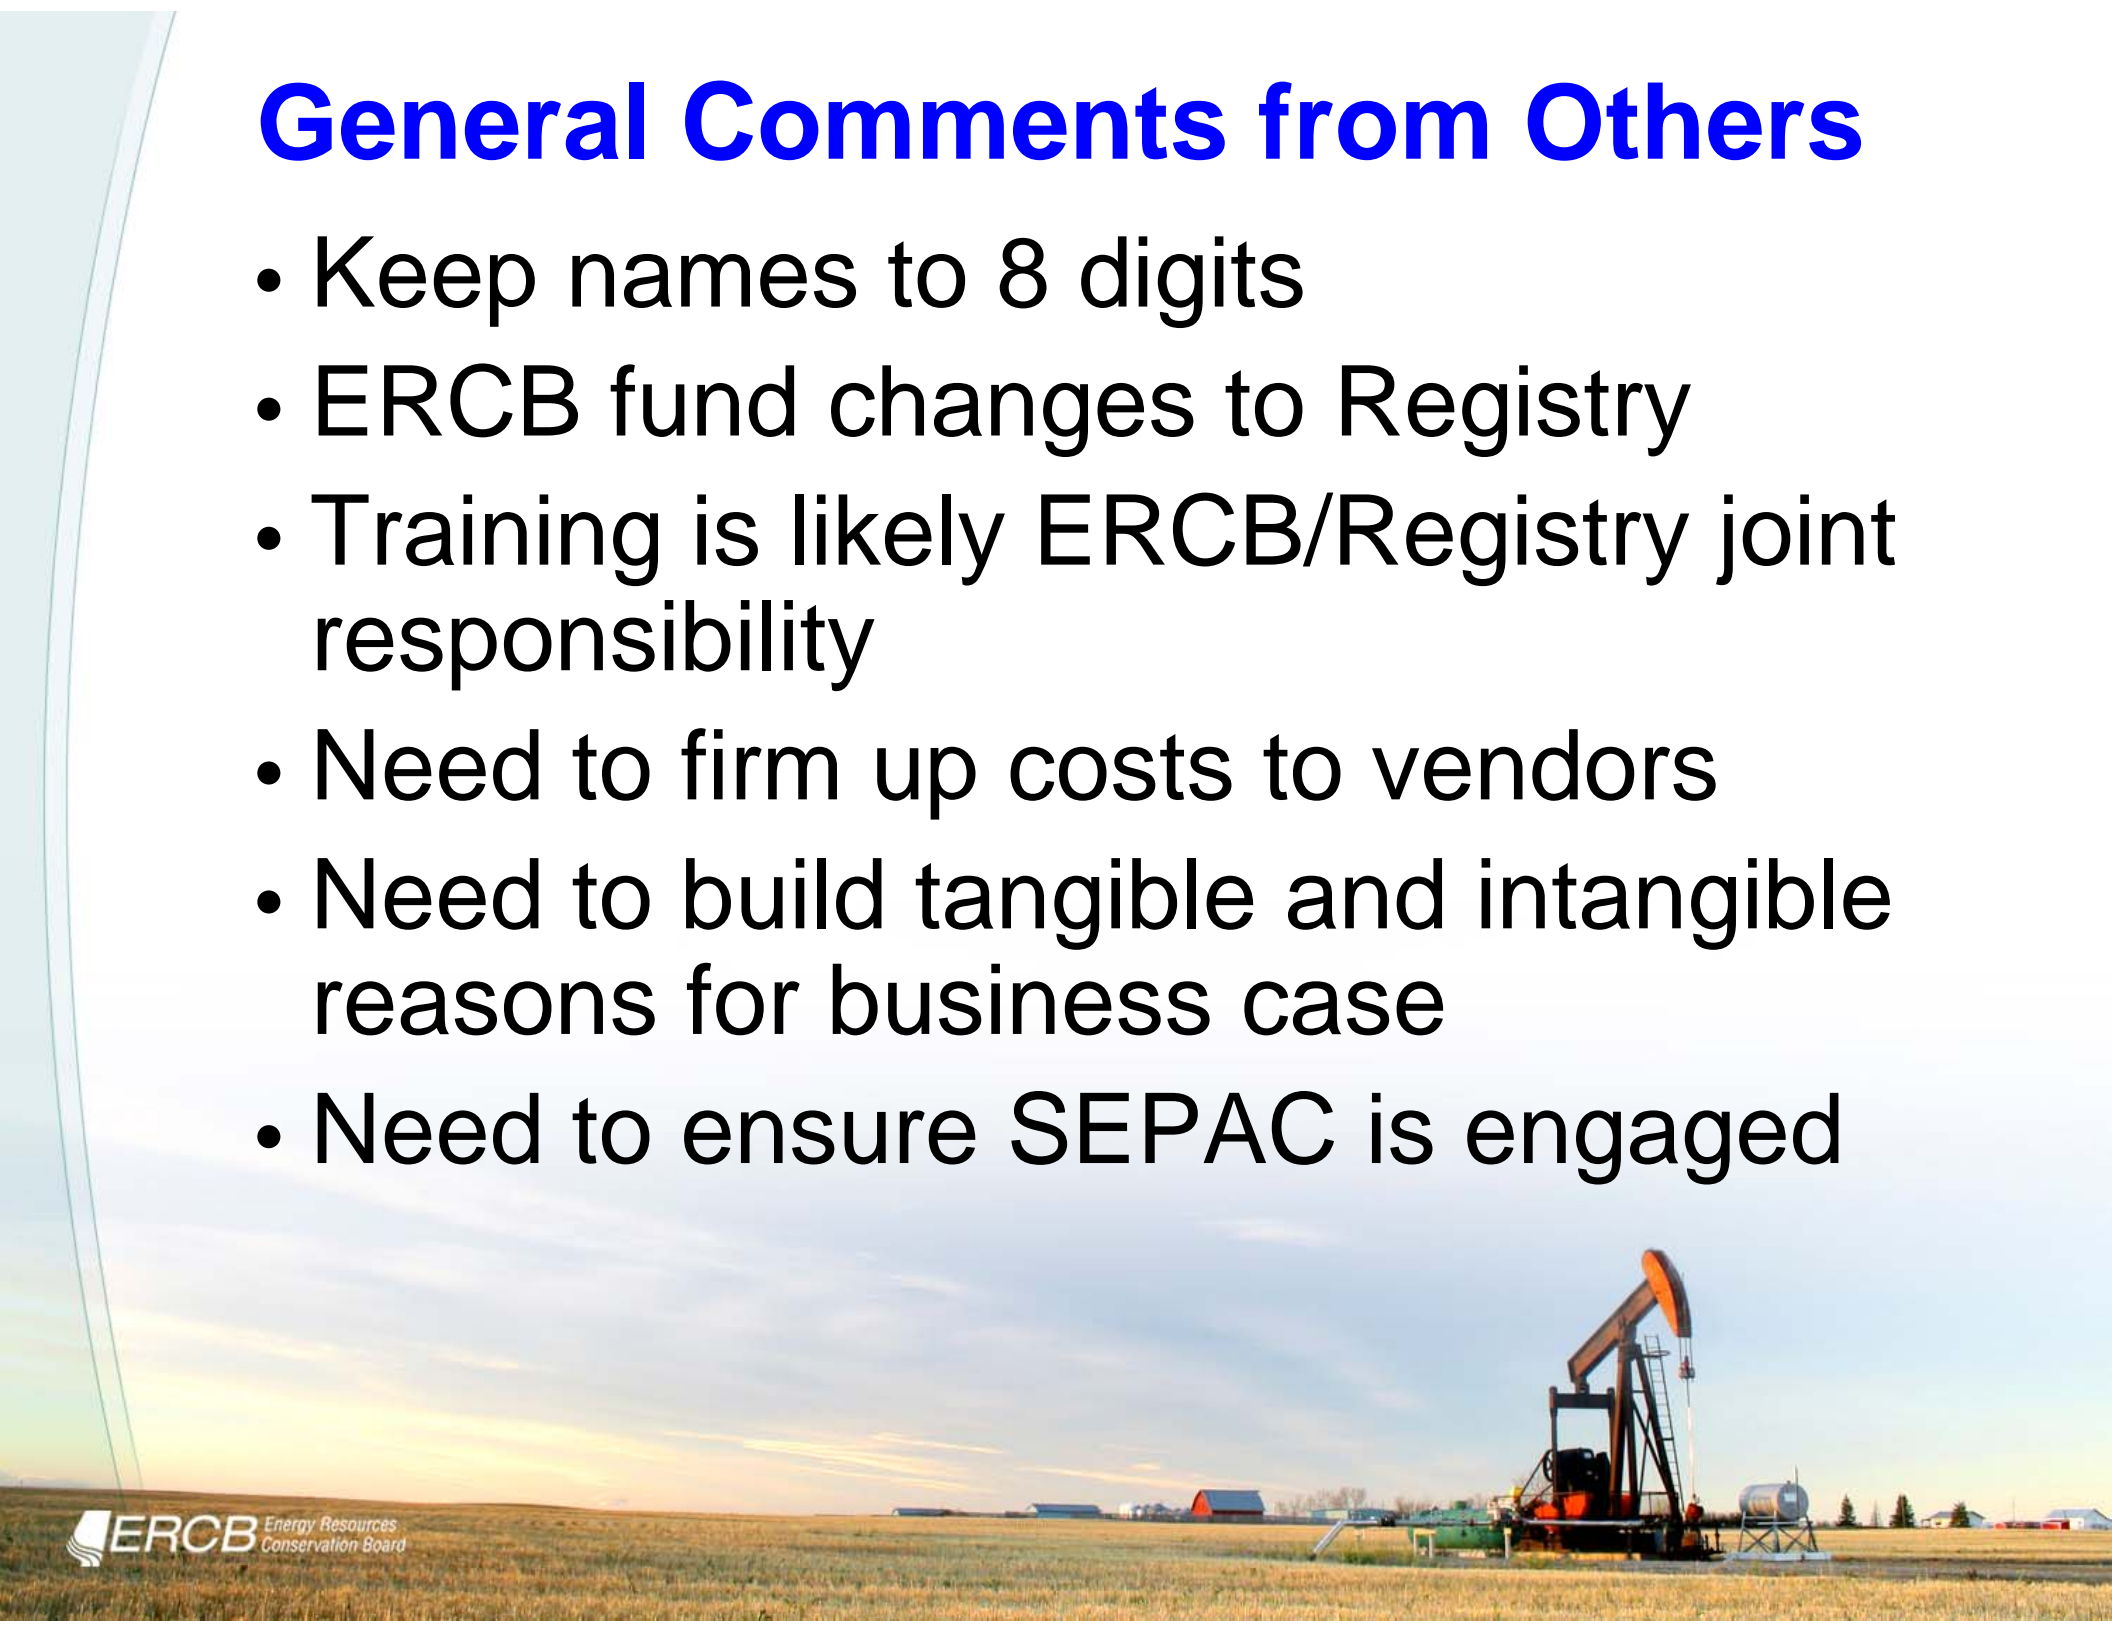 General Comments from Others
• Keep names to 8 digits
• ERCB fund changes to Registry
• Training is likely ERCB/Registry joint
responsibility
• Need to firm up costs to vendors
• Need to build tangible and intangible
reasons for business case
• Need to ensure SEPAC is engaged
ERCB Energy Resources
Conservation Board